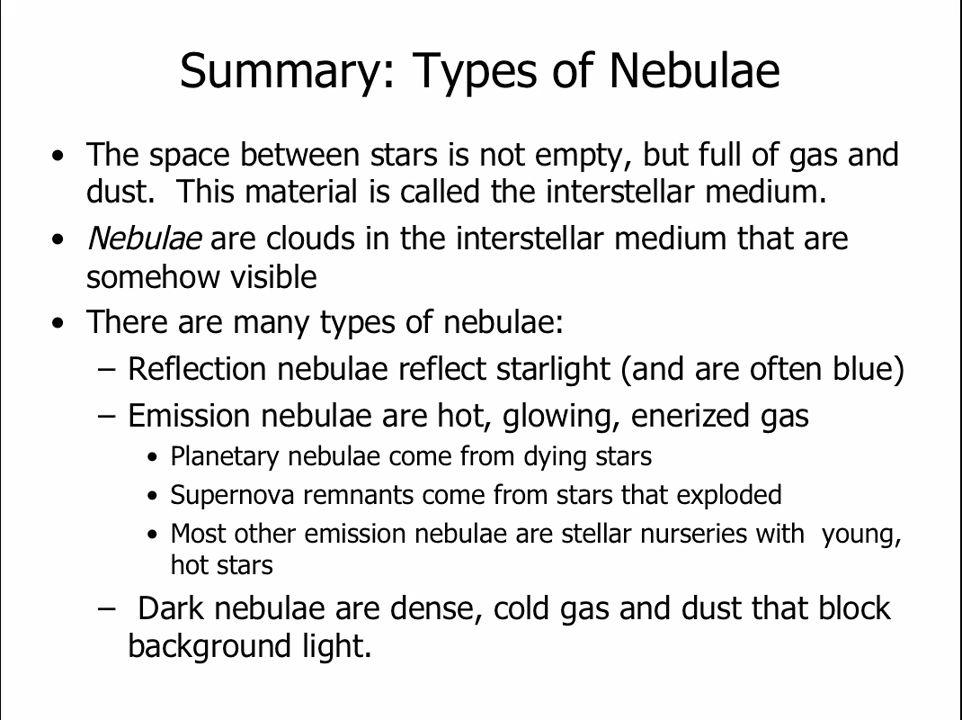 Summary: Types of Nebulae
• The space between stars is not empty, but full of gas and
dust.  This material is called the interstellar medium.
• Nebulae are clouds in the interstellar medium that are
somehow visible
• There are many types of nebulae:
– Reflection nebulae reflect starlight (and are often blue)
– Emission nebulae are hot, glowing, enerized gas
• Planetary nebulae come from dying stars
• Supernova remnants come from stars that exploded
• Most other emission nebulae are stellar nurseries with  young,
hot stars
–  Dark nebulae are dense, cold gas and dust that block
background light.